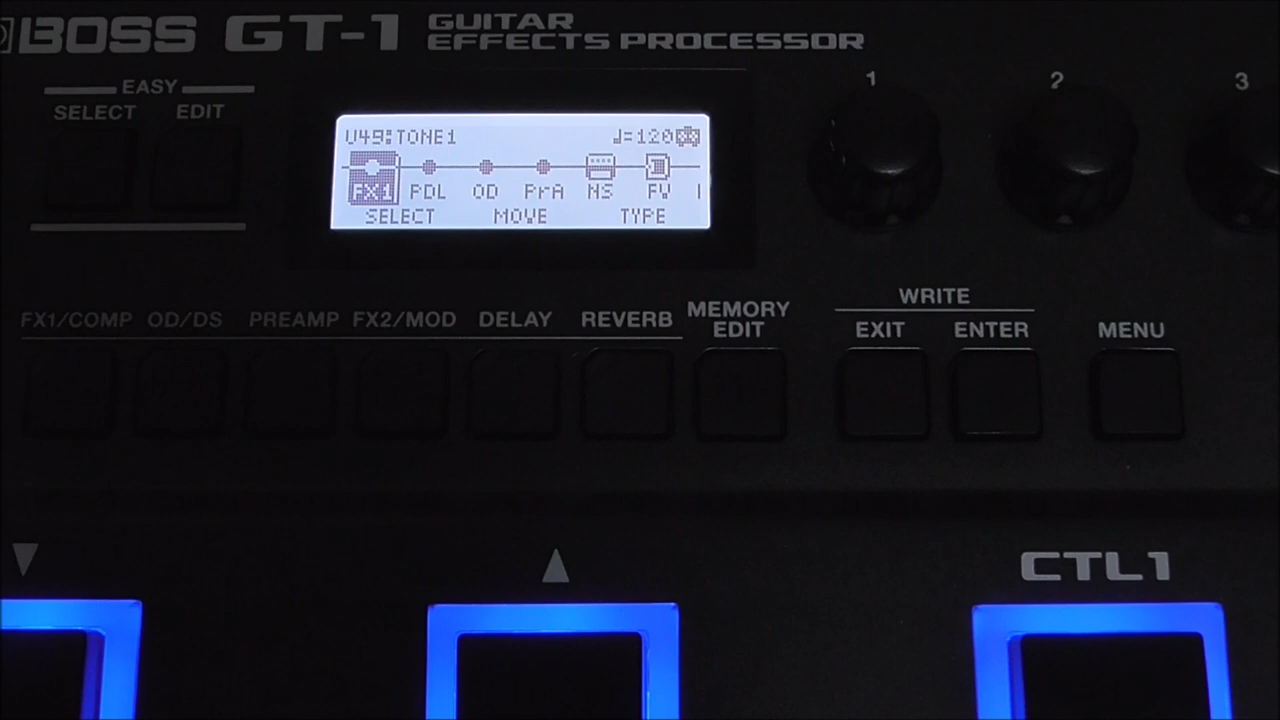 BOSS GT-1 GUITAR
EFFECTS PROCESSOR
EASY
SELECT EDIT
1 2 3
U49:TONE1 ♩=120
FX1 PDL OD PrA NS FV
SELECT MOVE TYPE
FX1/COMP OD/DS PREAMP FX2/MOD DELAY REVERB MEMORY
EDIT
WRITE
EXIT ENTER MENU
CTL1